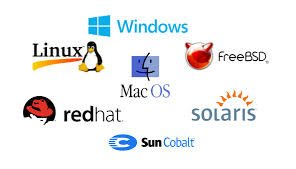 Windows
Linux
FreeBSD
Mac OS
redhat.
solaris
Sun Cobalt